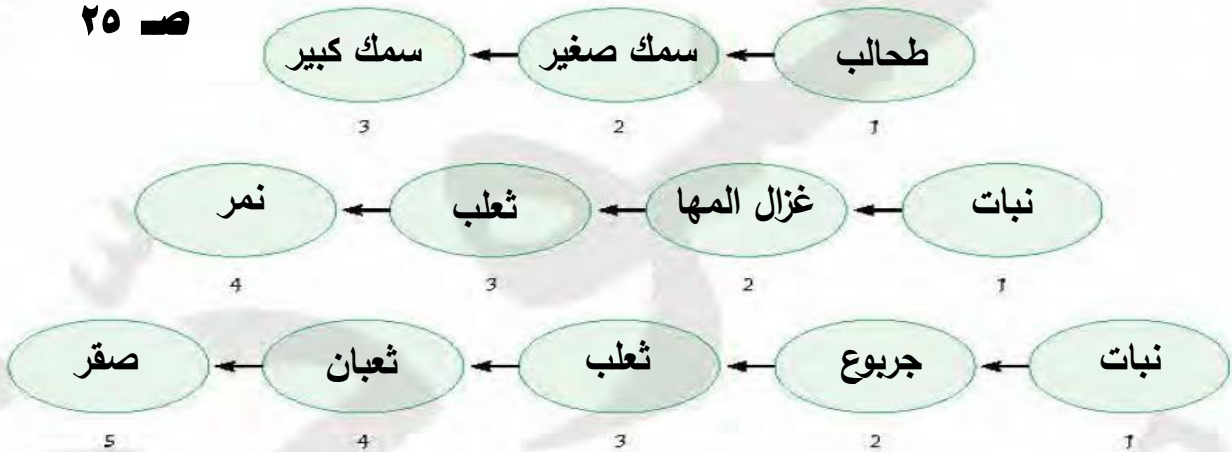 صـ ٢٥
طحالب سمك صغير سمك كبير
1 2 3
نبات غزال المها ثعلب نمر
1 2 3 4
نبات جربوع ثعلب ثعبان صقر
1 2 3 4 5